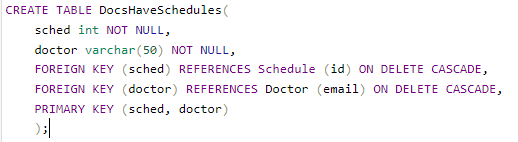 CREATE TABLE DocsHaveSchedules(
    sched int NOT NULL,
    doctor varchar(50) NOT NULL,
    FOREIGN KEY (sched) REFERENCES Schedule (id) ON DELETE CASCADE,
    FOREIGN KEY (doctor) REFERENCES Doctor (email) ON DELETE CASCADE,
    PRIMARY KEY (sched, doctor)
    );